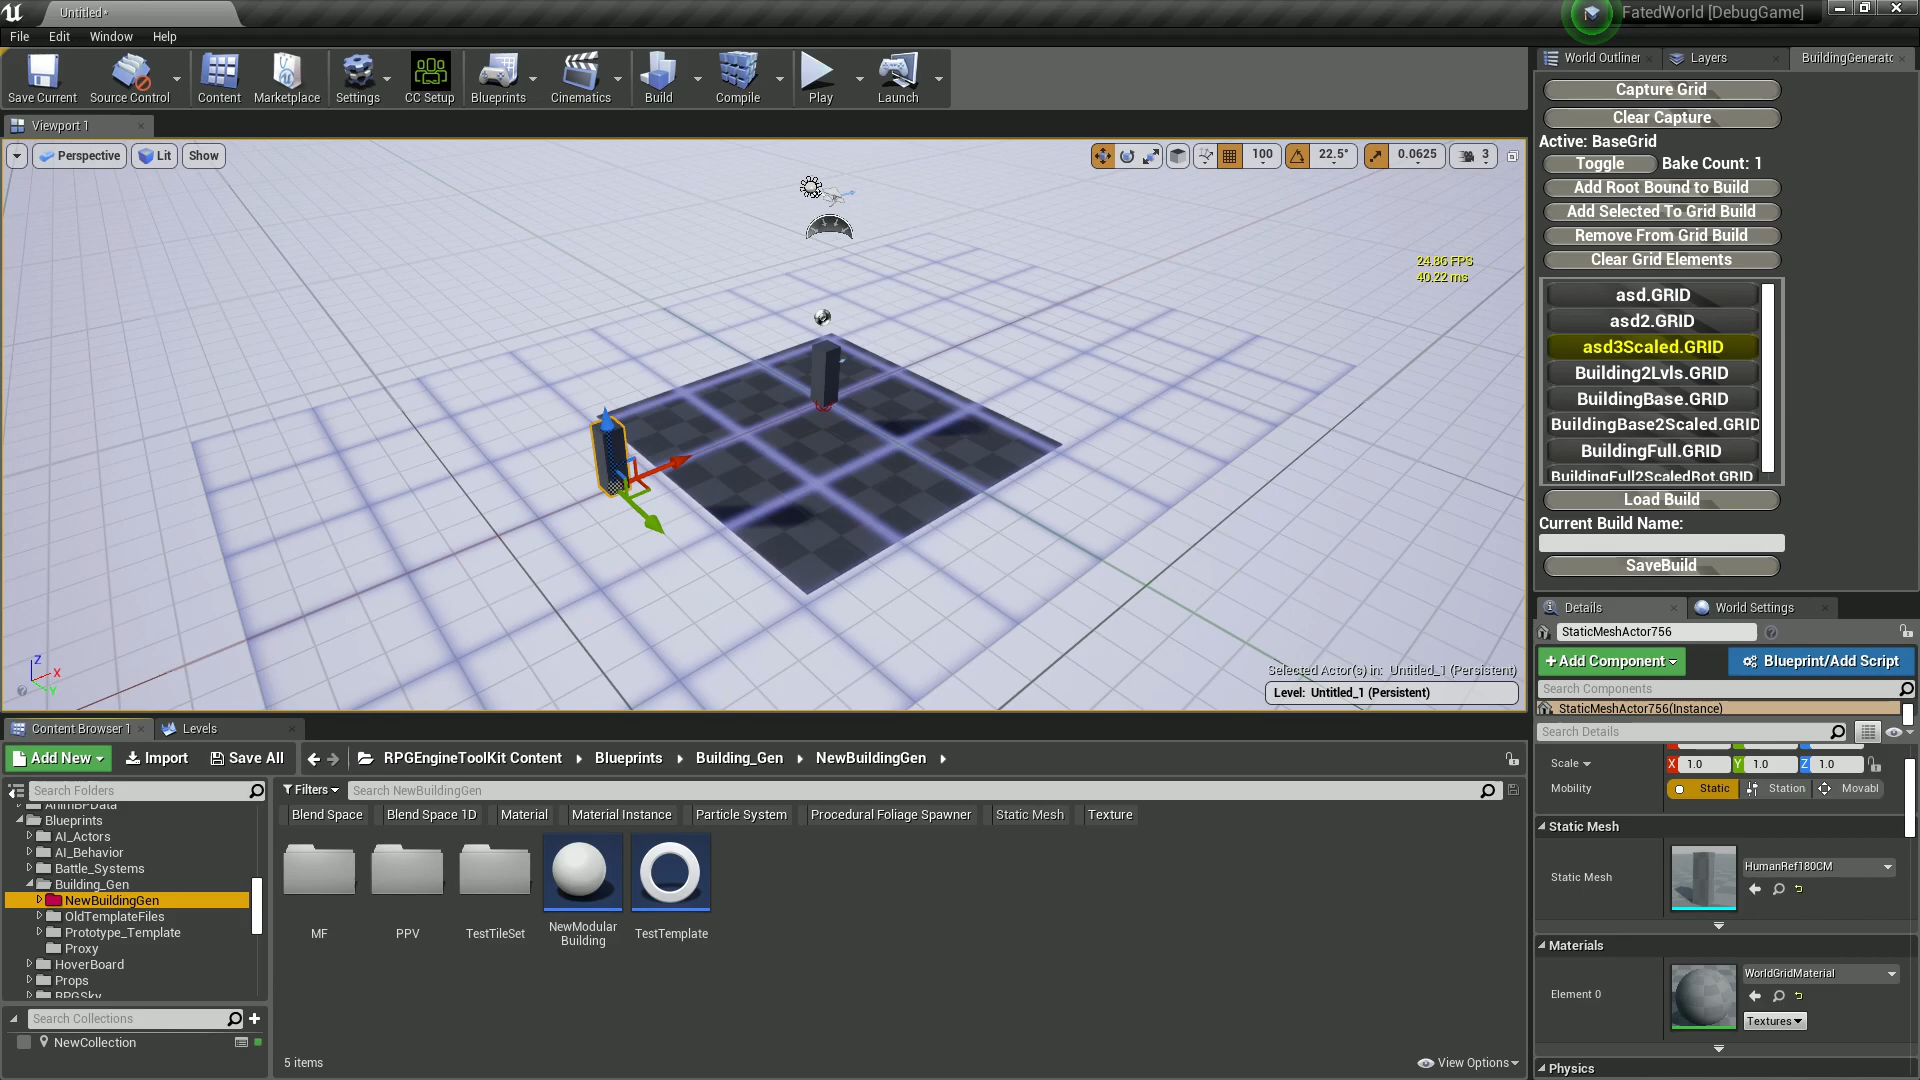 Untitled*
FatedWorld [DebugGame]
File Edit Window Help
Save Current Source Control Content Marketplace Settings CC Setup Blueprints Cinematics Build Compile Play Launch
World Outliner Layers BuildingGenerato
Viewport 1
Perspective Lit Show 100 22.5° 0.0625 3
24.86 FPS
40.22 ms
Z
X
Y
Selected Actor(s) in: Untitled_1 (Persistent)
Level: Untitled_1 (Persistent)
Capture Grid
Clear Capture
Active: BaseGrid
Toggle Bake Count: 1
Add Root Bound to Build
Add Selected To Grid Build
Remove From Grid Build
Clear Grid Elements
asd.GRID
asd2.GRID
asd3Scaled.GRID
Building2Lvls.GRID
BuildingBase.GRID
BuildingBase2Scaled.GRID
BuildingFull.GRID
BuildingFull2ScaledRot.GRID
Load Build
Current Build Name:
SaveBuild
Details World Settings
StaticMeshActor756
+Add Component Blueprint/Add Script
Search Components
StaticMeshActor756(Instance)
Search Details
Scale X 1.0 Y 1.0 Z 1.0
Mobility Static Station Movabl
Static Mesh
Static Mesh HumanRef180CM
Materials
Element 0 WorldGridMaterial
Textures
Physics
Content Browser 1 Levels
Add New Import Save All RPGEngineToolKit Content Blueprints Building_Gen NewBuildingGen
Search Folders
AnimBPData
Blueprints
AI_Actors
AI_Behavior
Battle_Systems
Building_Gen
NewBuildingGen
OldTemplateFiles
Prototype_Template
Proxy
HoverBoard
Props
RPGSky
Search Collections
NewCollection
Filters Search NewBuildingGen
Blend Space Blend Space 1D Material Material Instance Particle System Procedural Foliage Spawner Static Mesh Texture
MF PPV TestTileSet NewModular TestTemplate
Building
5 items View Options